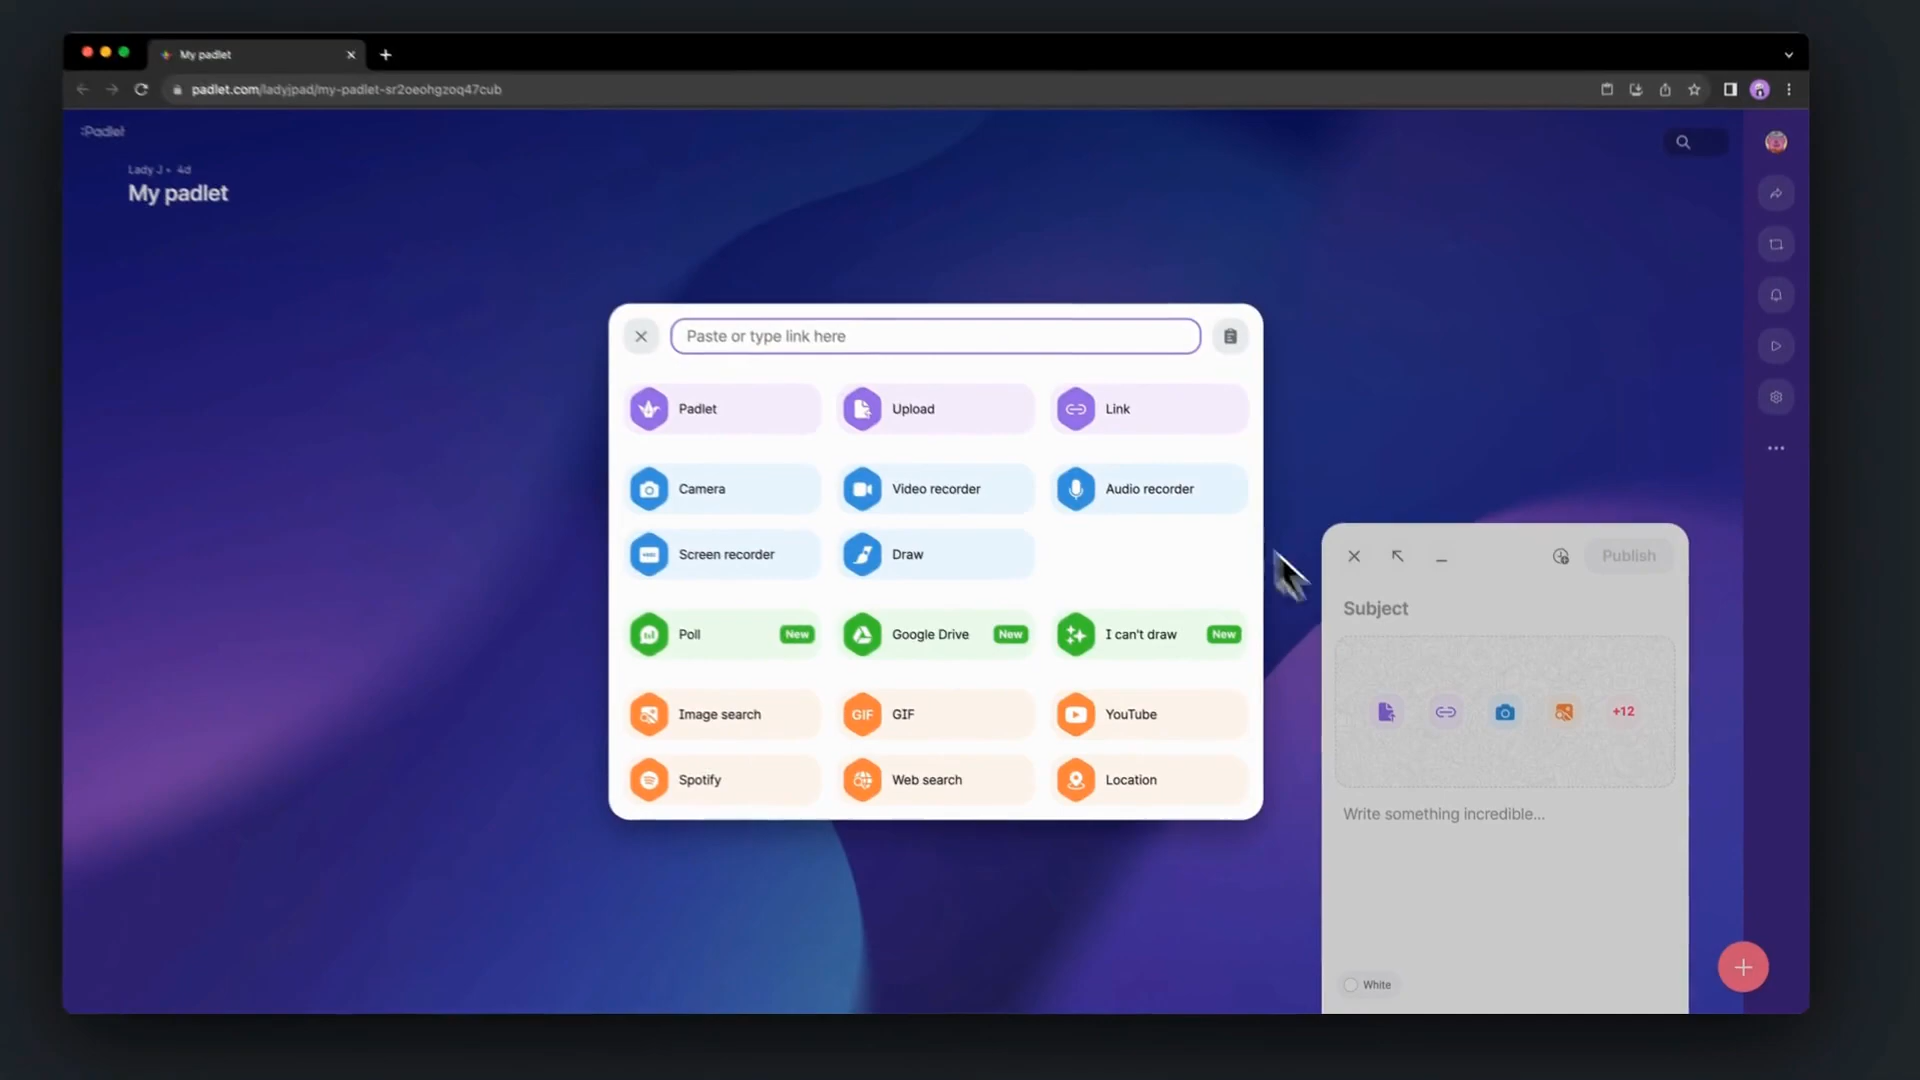 My padlet
padlet.com/ladyjpad/my-padlet-sr2oeohgzoq47cub
:Padlet
Lady J • 4d
My padlet
Paste or type link here
Padlet
Upload
Link
Camera
Video recorder
Audio recorder
Screen recorder
Draw
Poll
New
Google Drive
New
I can't draw
New
Image search
GIF
GIF
YouTube
Spotify
Web search
Location
Publish
Subject
+12
Write something incredible...
White